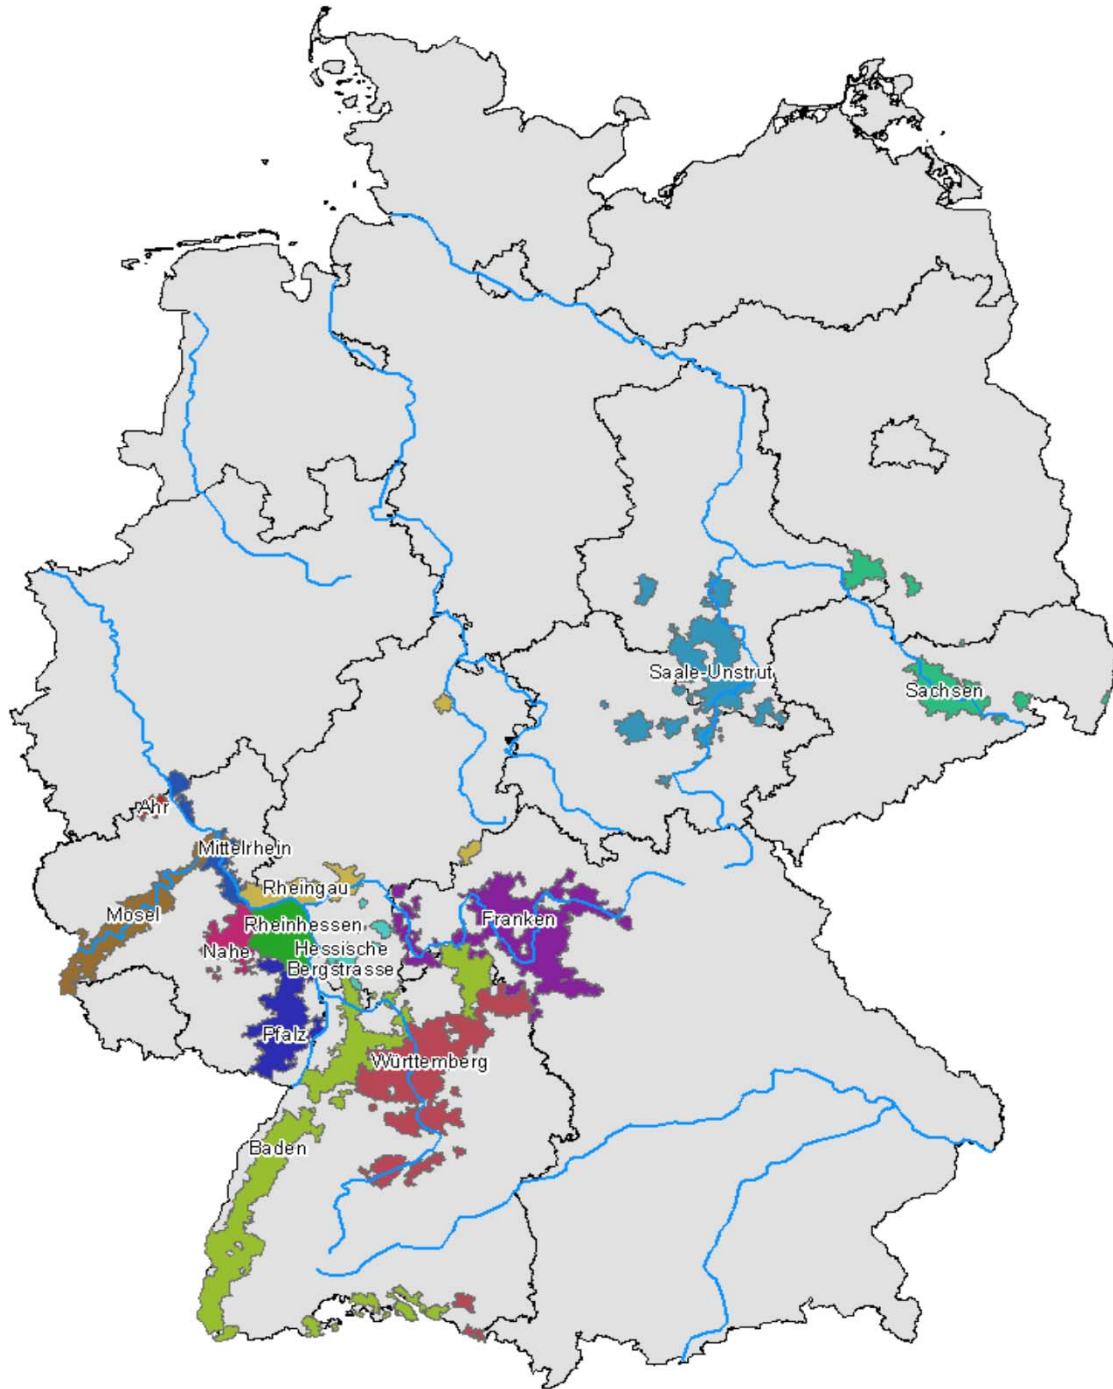 Saale-Unstrut
Sachsen
Ahr
Mittelrhein
Rheingau
Mosel
Franken
Rheinhessen
Nahe
Hessische
Bergstrasse
Pfalz
Württemberg
Baden